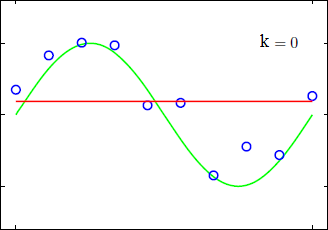 k = 0